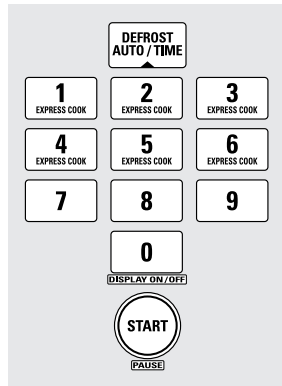 DEFROST
AUTO / TIME
1 2 3
EXPRESS COOK EXPRESS COOK EXPRESS COOK
4 5 6
EXPRESS COOK EXPRESS COOK EXPRESS COOK
7 8 9
0
DISPLAY ON/OFF
START
PAUSE